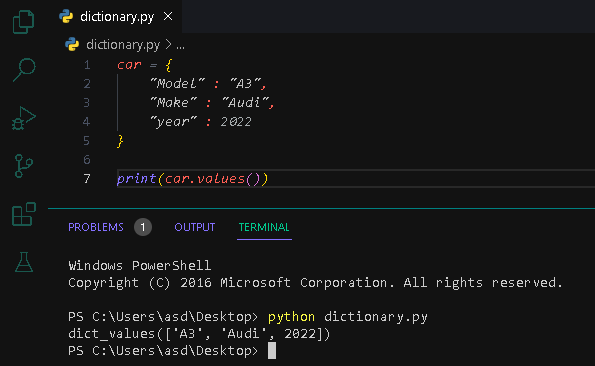 dictionary.py ×
dictionary.py > ...
1 car = {
2 "Model" : "A3",
3 "Make" : "Audi",
4 "year" : 2022
5 }
6
7 print(car.values())
PROBLEMS 1 OUTPUT TERMINAL
Windows PowerShell
Copyright (C) 2016 Microsoft Corporation. All rights reserved.
PS C:\Users\asd\Desktop> python dictionary.py
dict_values(['A3', 'Audi', 2022])
PS C:\Users\asd\Desktop>